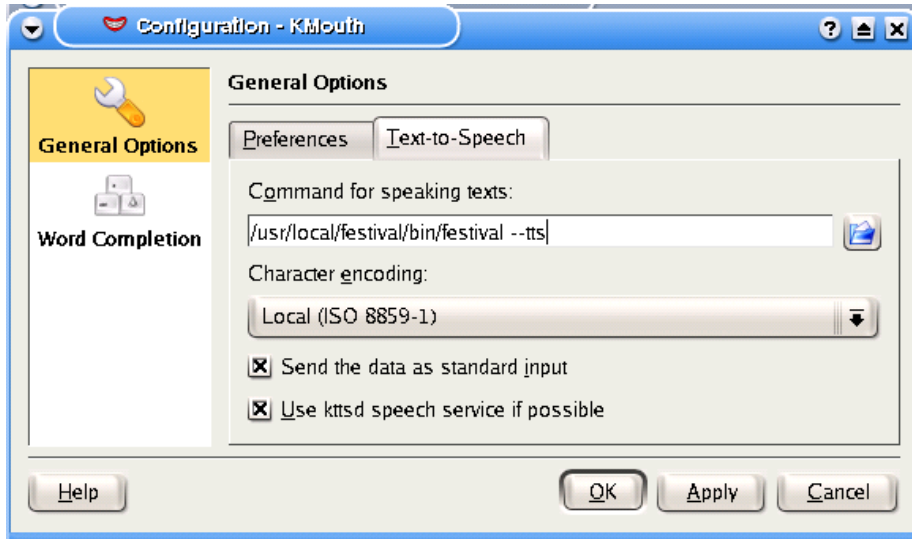 Configuration - KMouth
General Options
General Options
Word Completion
Preferences
Text-to-Speech
Command for speaking texts:
/usr/local/festival/bin/festival --tts
Character encoding:
Local (ISO 8859-1)
Send the data as standard input
Use kttsd speech service if possible
Help
OK
Apply
Cancel